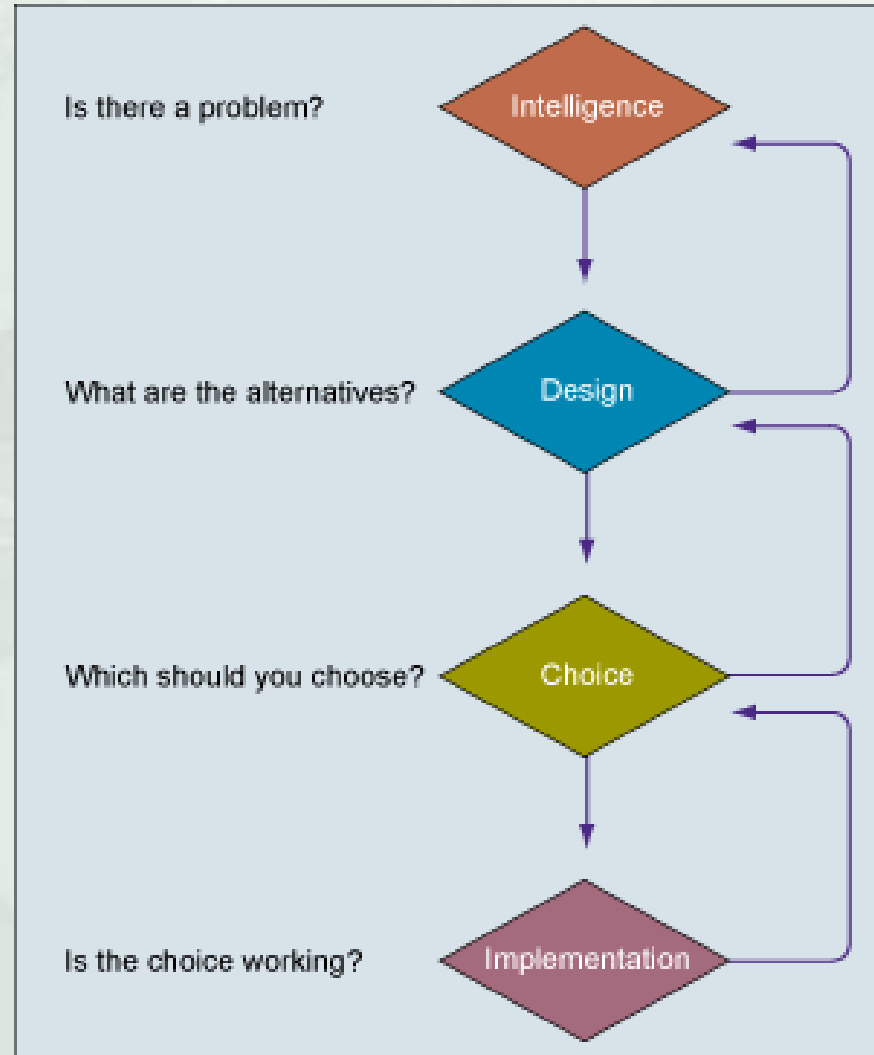 Is there a problem?
Intelligence
What are the alternatives?
Design
Which should you choose?
Choice
Is the choice working?
Implementation